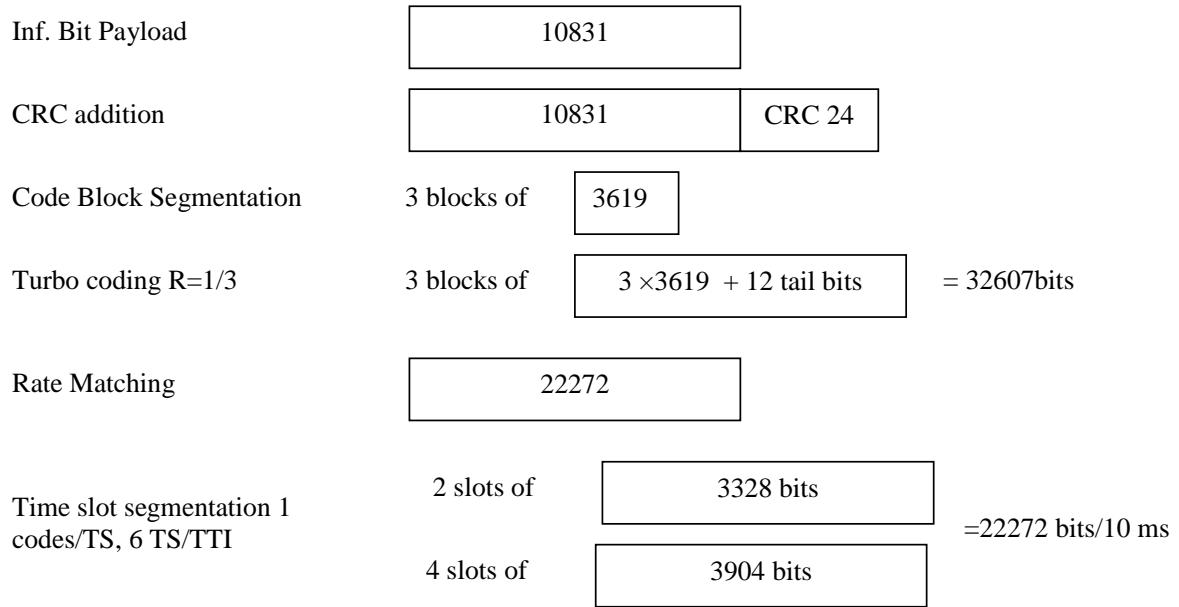 Inf. Bit Payload 10831
CRC addition 10831 CRC 24
Code Block Segmentation 3 blocks of 3619
Turbo coding R=1/3 3 blocks of 3 ×3619 + 12 tail bits = 32607bits
Rate Matching 22272
2 slots of 3328 bits
Time slot segmentation 1
codes/TS, 6 TS/TTI
=22272 bits/10 ms
4 slots of 3904 bits